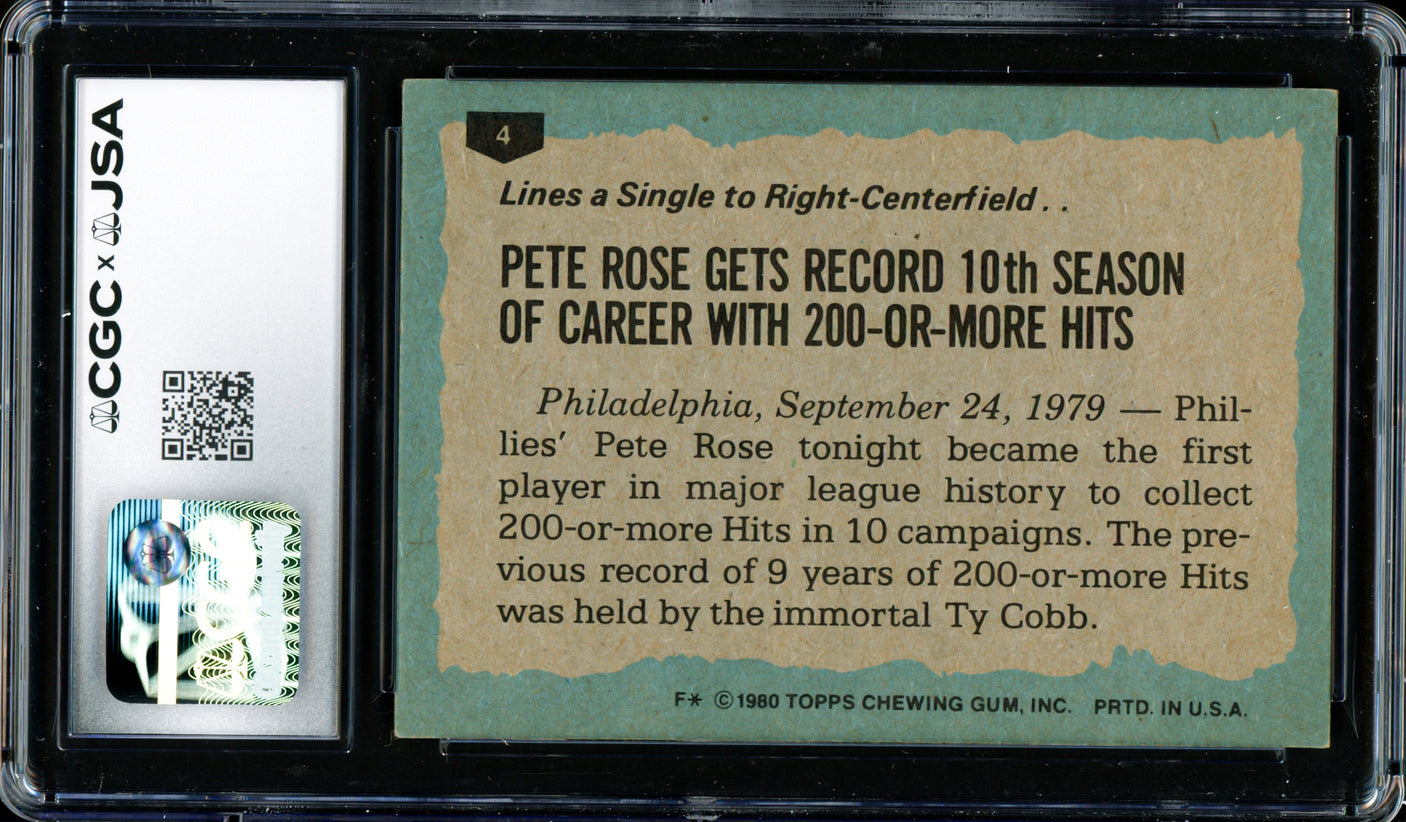 CGC x JSA
4
Lines a Single to Right-Centerfield . .
PETE ROSE GETS RECORD 10th SEASON
OF CAREER WITH 200-OR-MORE HITS
Philadelphia, September 24, 1979 — Phil-
lies' Pete Rose tonight became the first
player in major league history to collect
200-or-more Hits in 10 campaigns. The pre-
vious record of 9 years of 200-or-more Hits
was held by the immortal Ty Cobb.
F* ©1980 TOPPS CHEWING GUM, INC. PRTD. IN U.S.A.